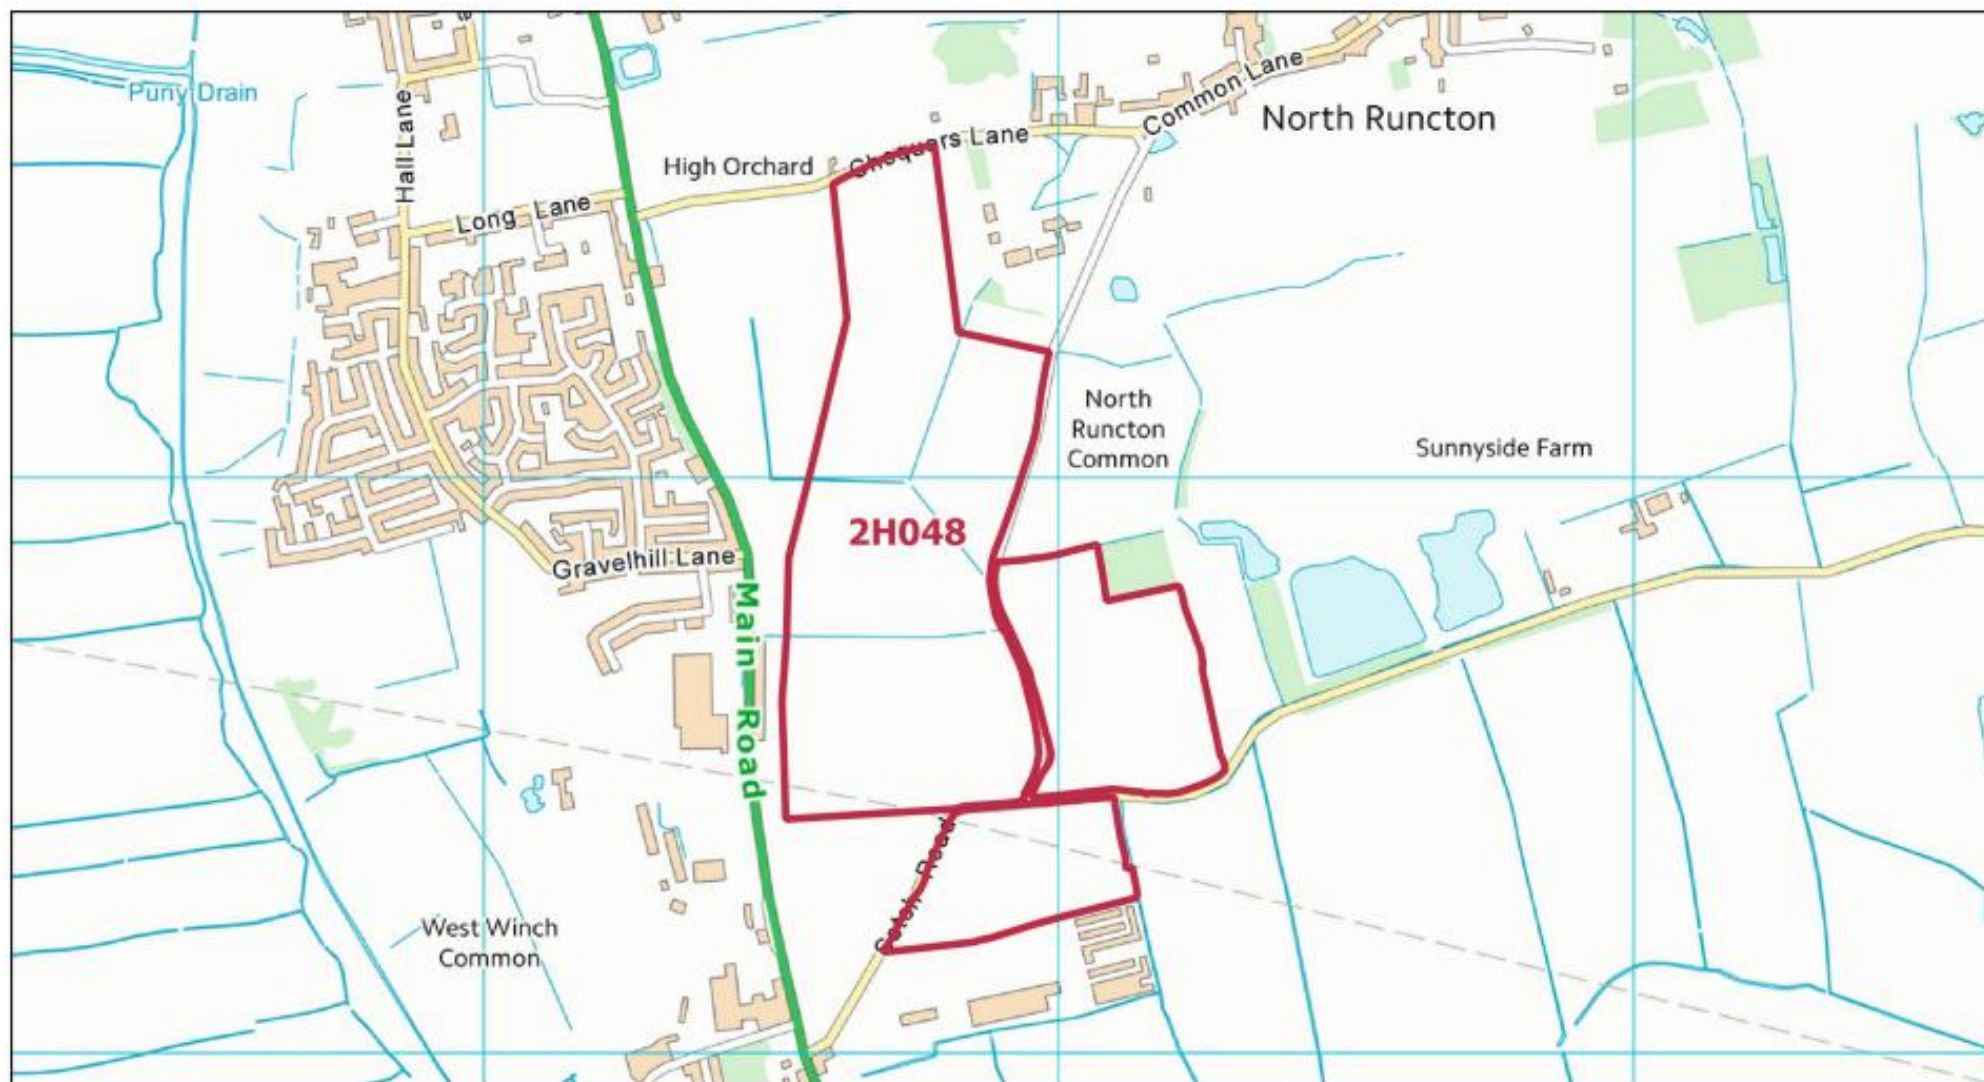 Puny Drain
Hall Lane
Long Lane
High Orchard
Chequers Lane
Common Lane
North Runcton
North
Runcton
Common
Sunnyside Farm
2H048
Gravelhill Lane
Main Road
Road
West Winch
Common